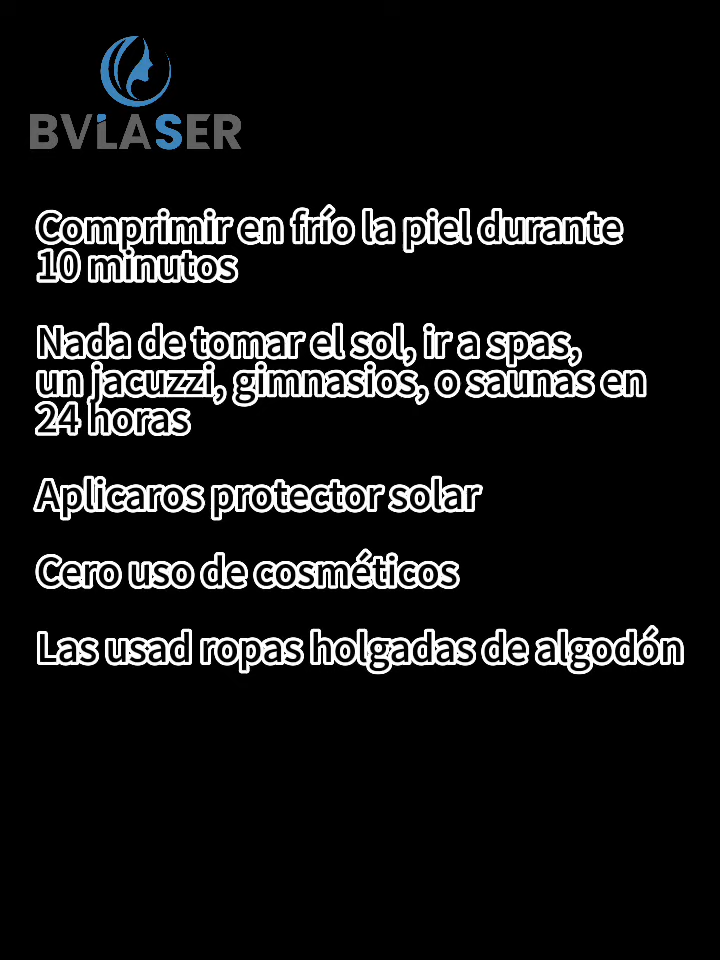 BVLASER
Comprimir en frío la piel durante
10 minutos
Nada de tomar el sol, ir a spas,
un jacuzzi, gimnasios, o saunas en
24 horas
Aplicaros protector solar
Cero uso de cosméticos
Las usad ropas holgadas de algodón